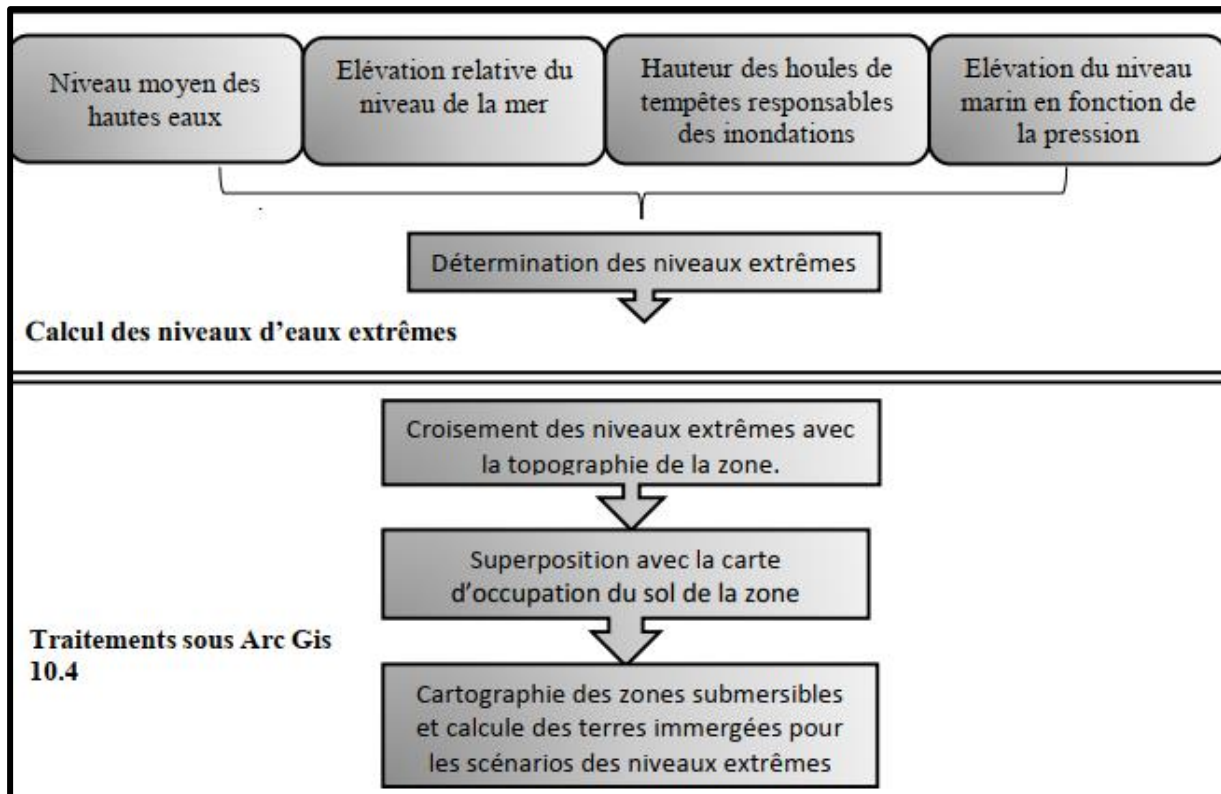 Niveau moyen des
hautes eaux
Elévation relative du
niveau de la mer
Hauteur des houles de
tempêtes responsables
des inondations
Elévation du niveau
marin en fonction de
la pression
Détermination des niveaux extrêmes
Calcul des niveaux d'eaux extrêmes
Croisement des niveaux extrêmes avec
la topographie de la zone.
Superposition avec la carte
d'occupation du sol de la zone
Traitements sous Arc Gis
10.4
Cartographie des zones submersibles
et calcule des terres immergées pour
les scénarios des niveaux extrêmes